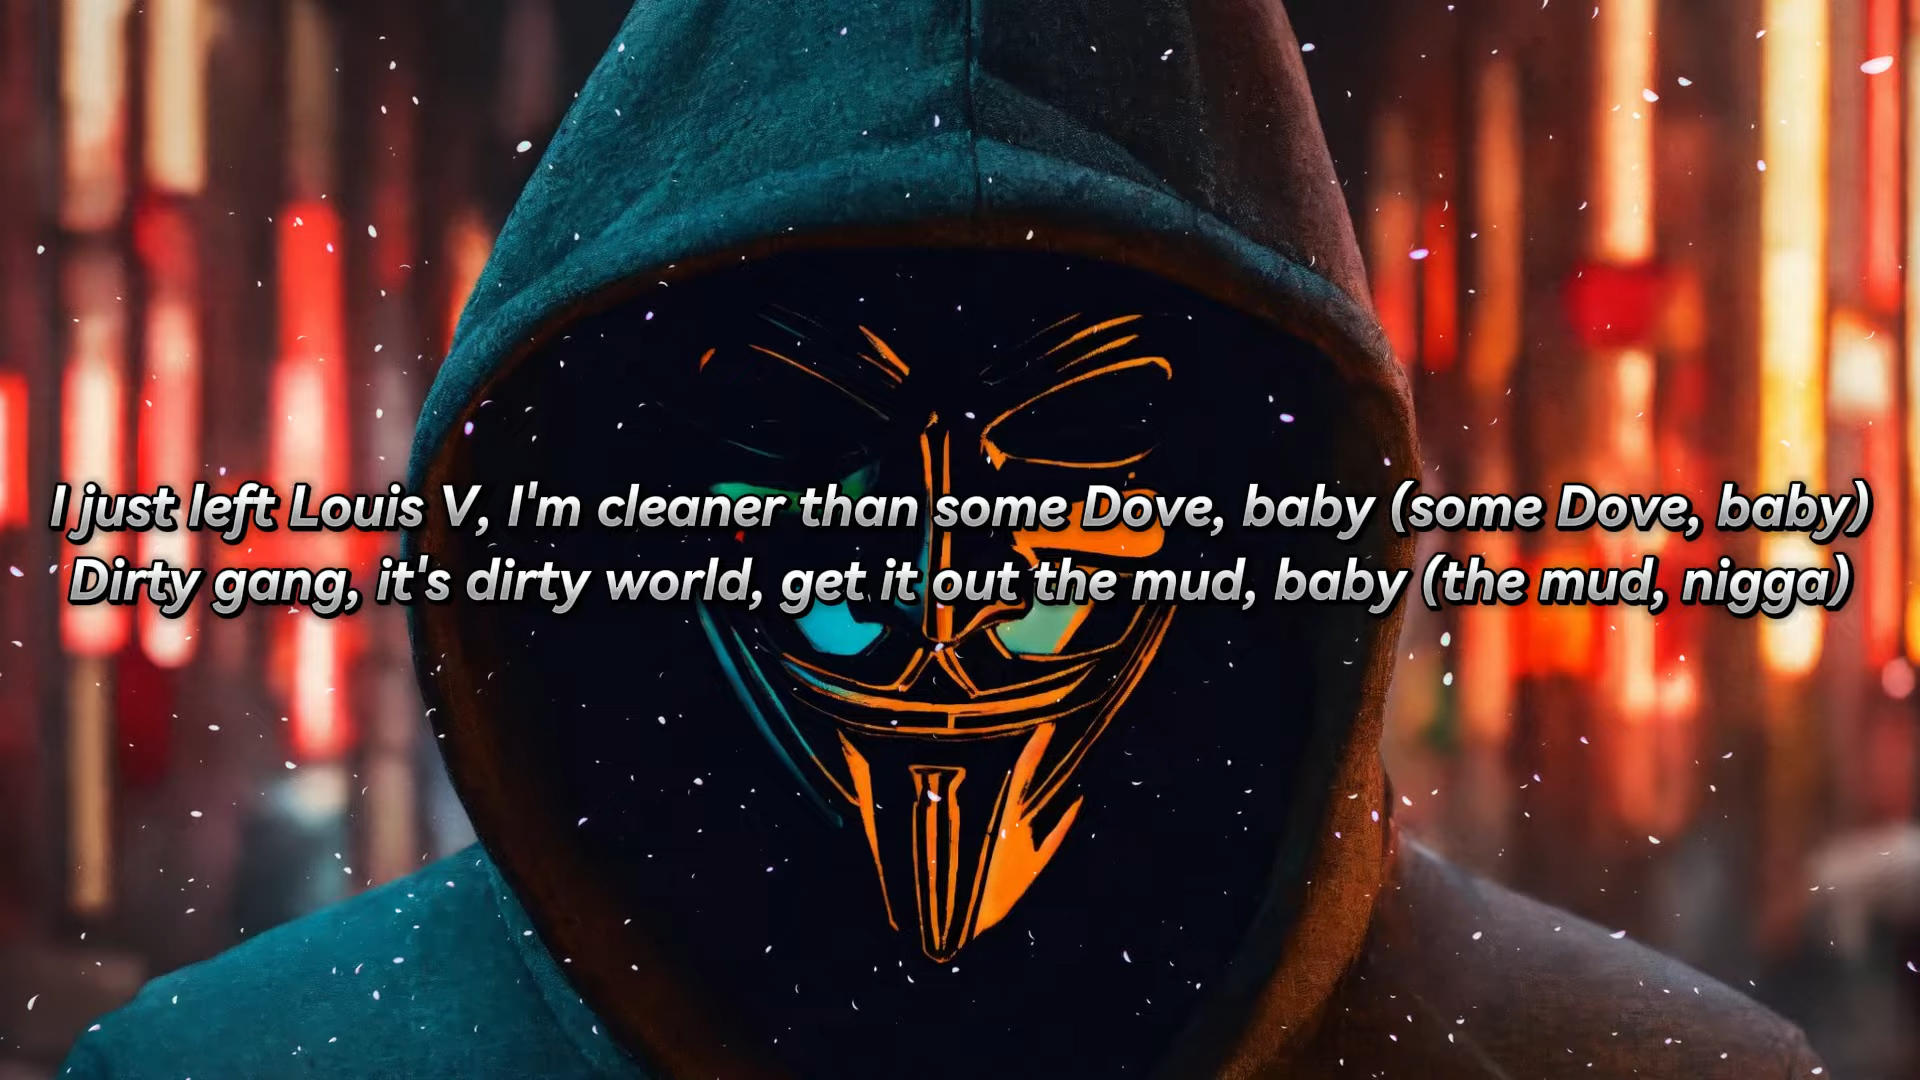 I just left Louis V, I'm cleaner than some Dove, baby (some Dove, baby)
Dirty gang, it's dirty world, get it out the mud, baby (the mud, nigga)